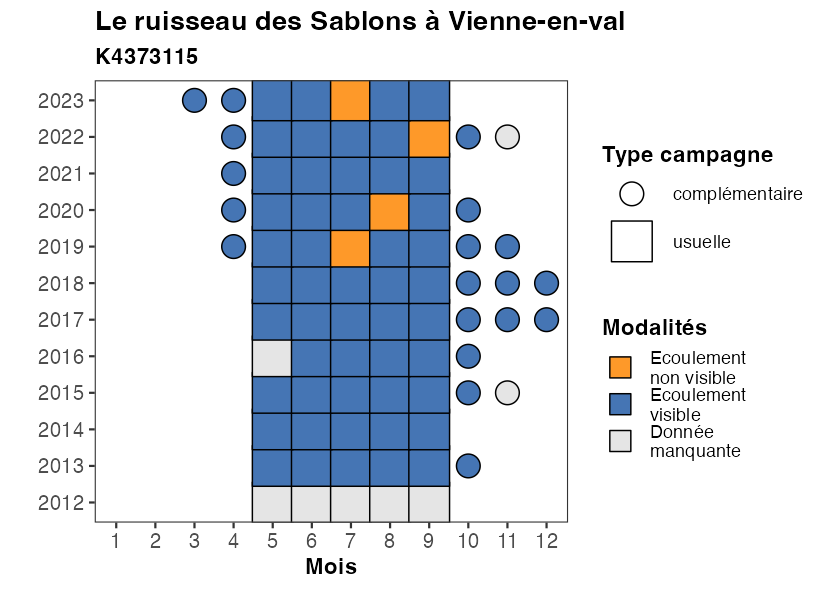 Le ruisseau des Sablons à Vienne-en-val
K4373115
2023
2022
2021
2020
2019
2018
2017
2016
2015
2014
2013
2012
1 2 3 4 5 6 7 8 9 10 11 12
Mois
Type campagne
complémentaire
usuelle
Modalités
Ecoulement
non visible
Ecoulement
visible
Donnée
manquante